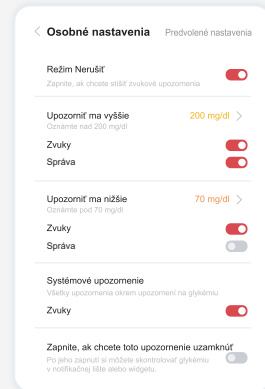 Osobné nastavenia Predvolené nastavenia
Režim Nerušiť
Zapnite, ak chcete stíšiť zvukové upozornenia
Upozorniť ma vyššie 200 mg/dl
Oznámte nad 200 mg/dl
Zvuky
Správa
Upozorniť ma nižšie 70 mg/dl
Oznámte pod 70 mg/dl
Zvuky
Správa
Systémové upozornenie
Všetky upozornenia okrem upozornení na glykémiu
Zvuky
Zapnite, ak chcete toto upozornenie uzamknúť
Po jeho zapnutí si môžete skontrolovať glykémiu
v notifikačnej lište alebo widgetu.